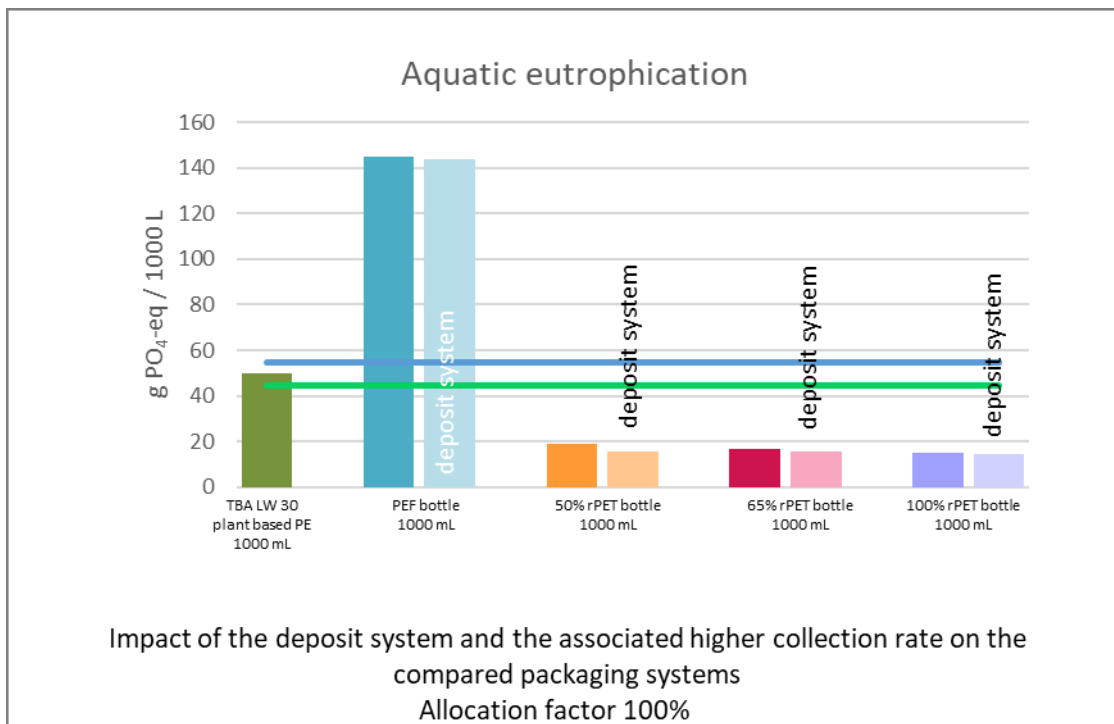 Aquatic eutrophication
g PO₄-eq / 1000 L
160
140
120
100
80
60
40
20
0
deposit system
deposit system
deposit system
deposit system
TBA LW 30
plant based PE
1000 mL
PEF bottle
1000 mL
50% rPET bottle
1000 mL
65% rPET bottle
1000 mL
100% rPET bottle
1000 mL
Impact of the deposit system and the associated higher collection rate on the
compared packaging systems
Allocation factor 100%